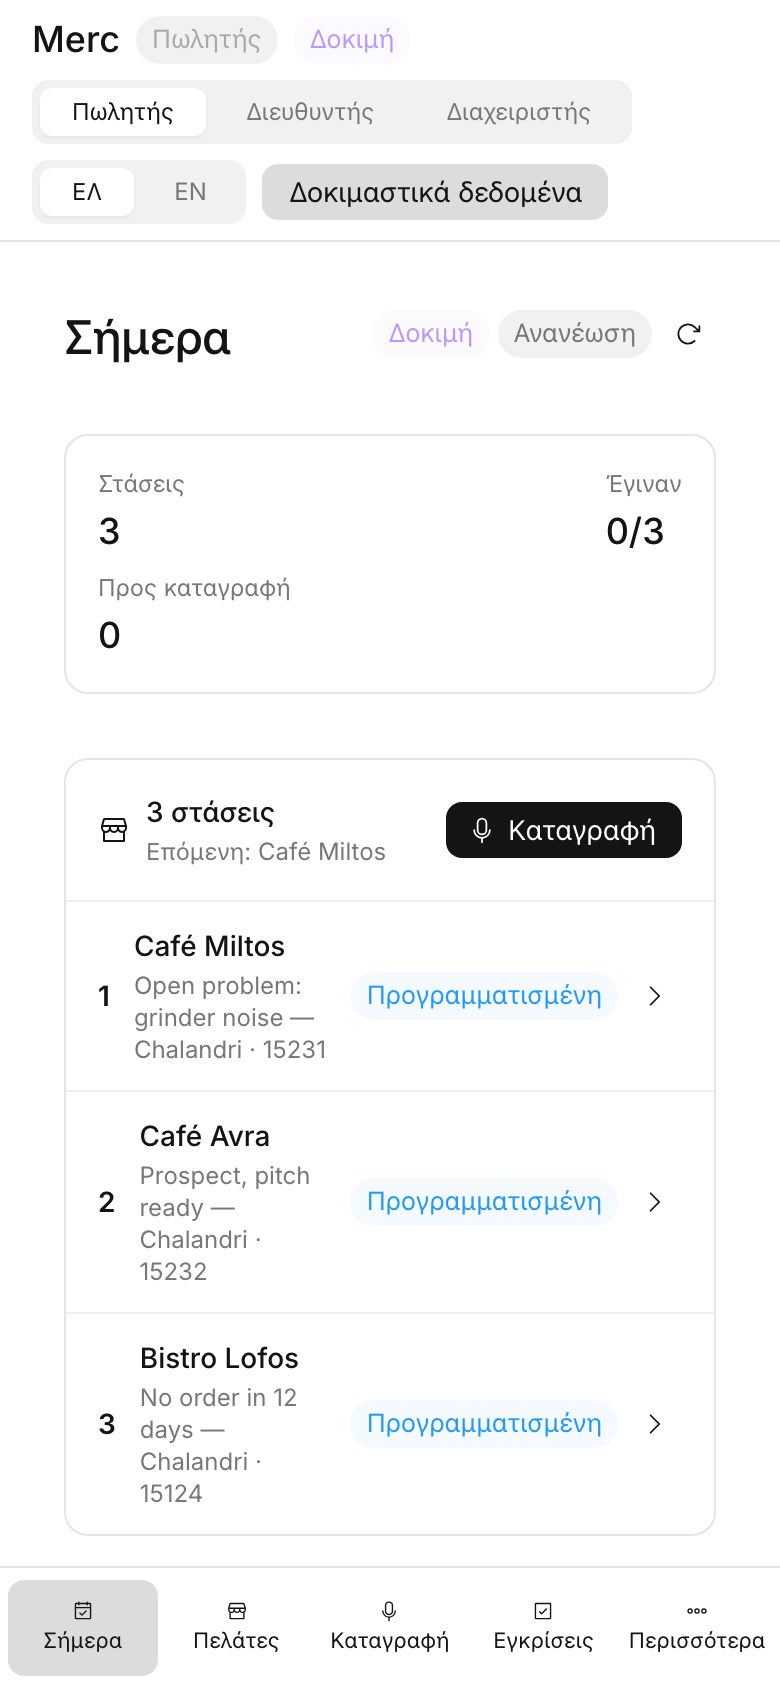 Merc Πωλητής Δοκιμή
Πωλητής Διευθυντής Διαχειριστής
ΕΛ EN Δοκιμαστικά δεδομένα
Σήμερα Δοκιμή Ανανέωση
Στάσεις Έγιναν
3 0/3
Προς καταγραφή
0
3 στάσεις
Επόμενη: Café Miltos
Καταγραφή
Café Miltos
1 Open problem:
grinder noise —
Chalandri · 15231
Προγραμματισμένη
Café Avra
2 Prospect, pitch
ready —
Chalandri ·
15232
Προγραμματισμένη
Bistro Lofos
3 No order in 12
days —
Chalandri ·
15124
Προγραμματισμένη
Σήμερα Πελάτες Καταγραφή Εγκρίσεις Περισσότερα